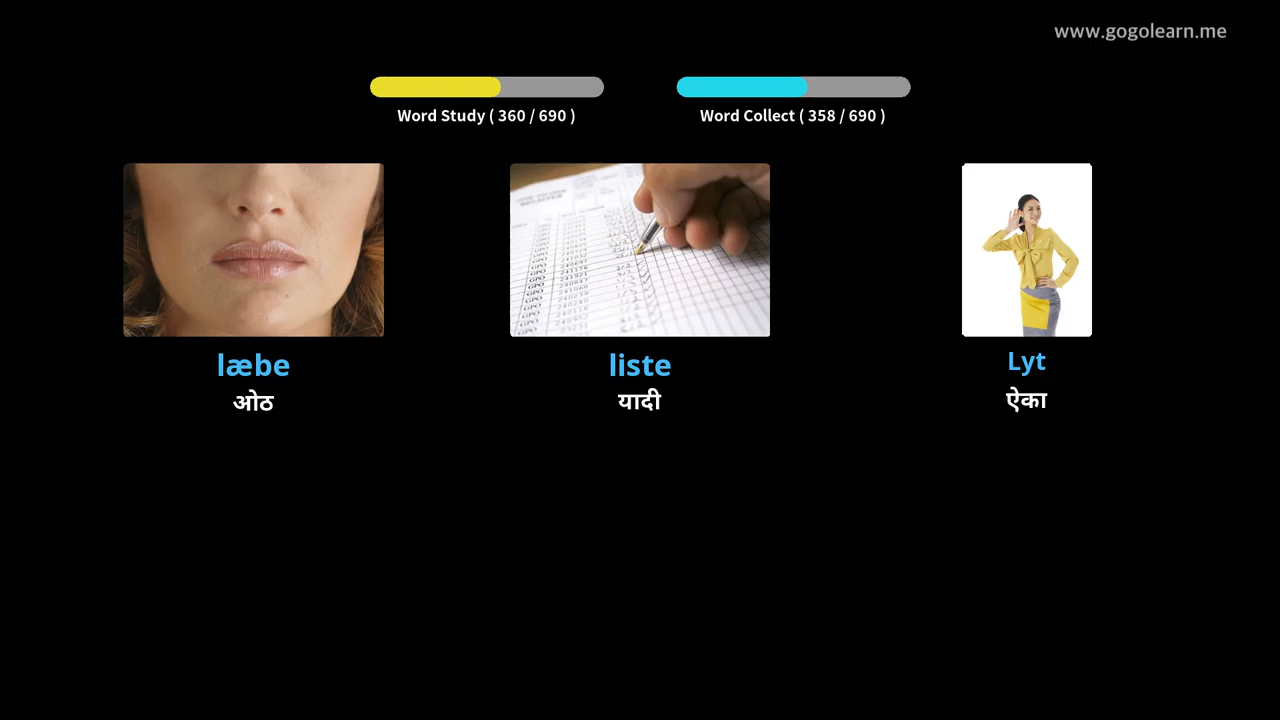 www.gogolearn.me
Word Study ( 360 / 690 )
Word Collect ( 358 / 690 )
læbe
liste
Lyt
ओठ
यादी
ऐका